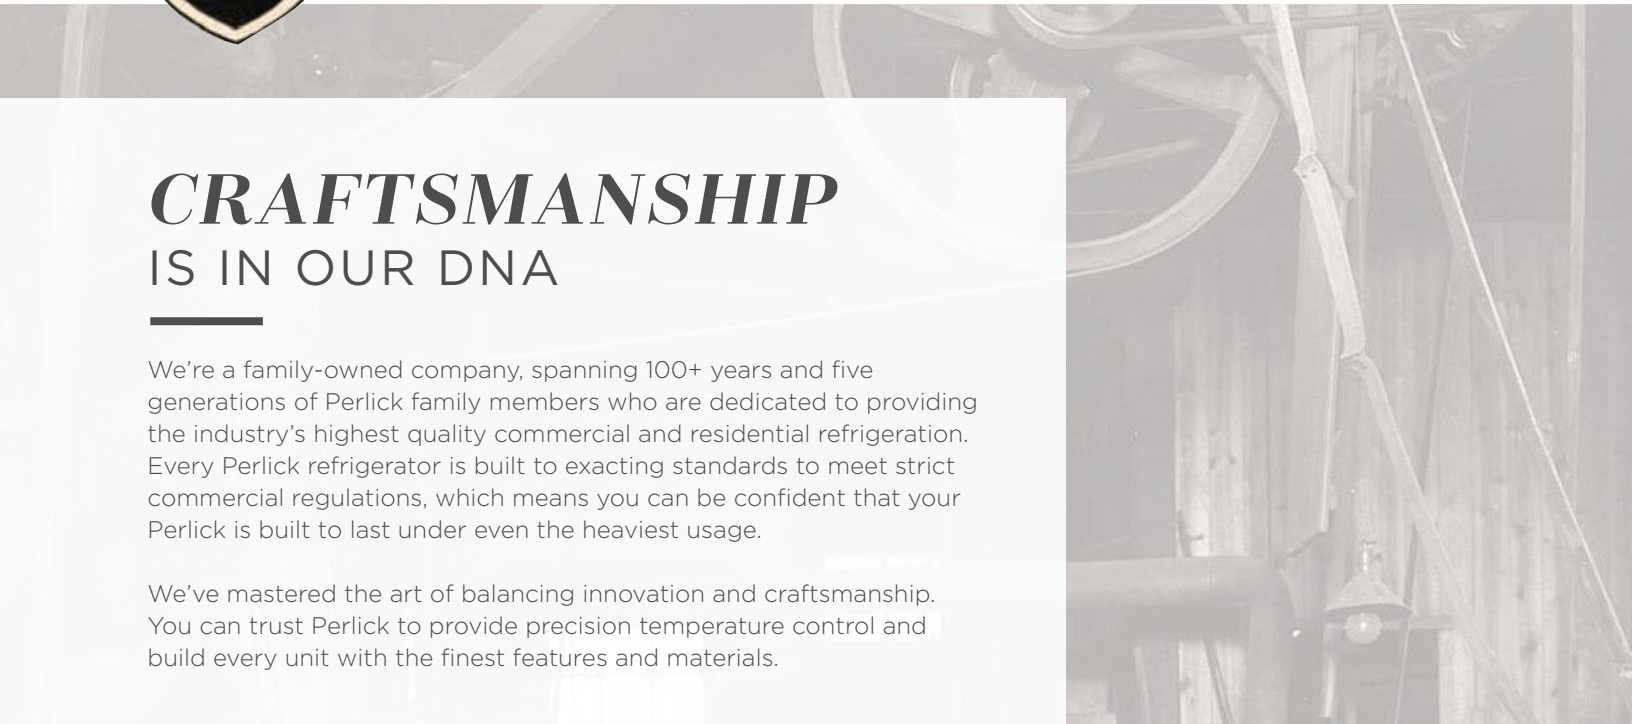 CRAFTSMANSHIP
IS IN OUR DNA
We’re a family-owned company, spanning 100+ years and five
generations of Perlick family members who are dedicated to providing
the industry’s highest quality commercial and residential refrigeration.
Every Perlick refrigerator is built to exacting standards to meet strict
commercial regulations, which means you can be confident that your
Perlick is built to last under even the heaviest usage.
We’ve mastered the art of balancing innovation and craftsmanship.
You can trust Perlick to provide precision temperature control and
build every unit with the finest features and materials.